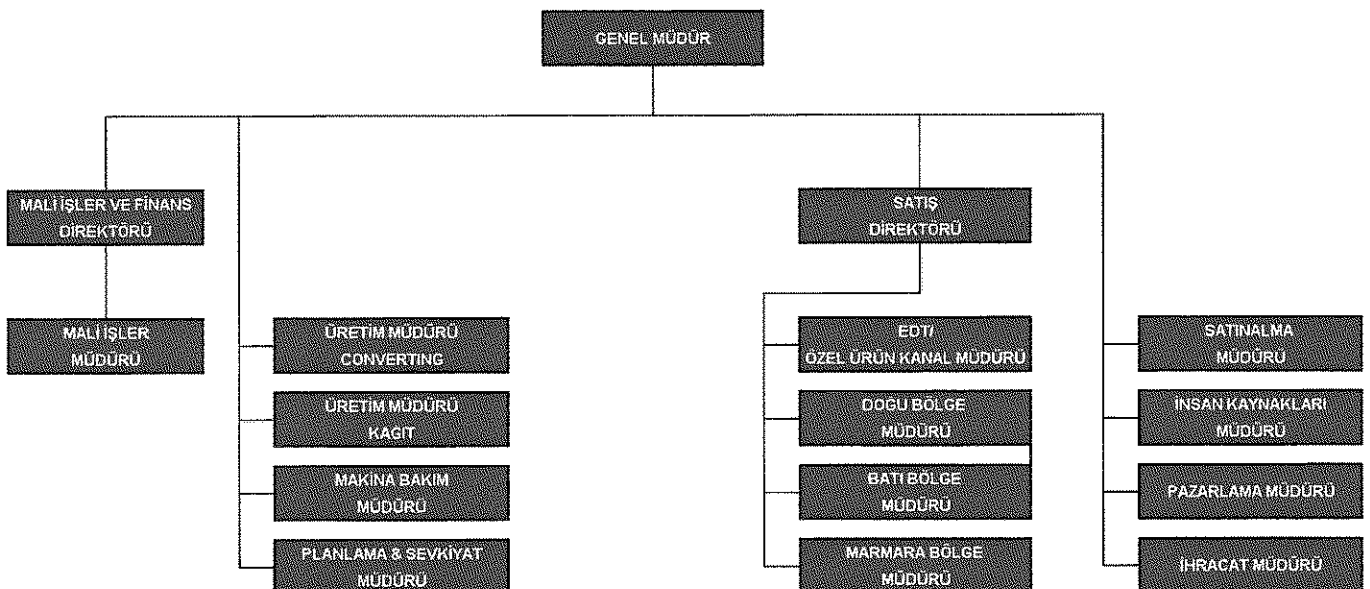 GENEL MÜDÜR
MALİ İŞLER VE FİNANS
DİREKTÖRÜ
SATIŞ
DİREKTÖRÜ
MALİ İŞLER
MÜDÜRÜ
ÜRETİM MÜDÜRÜ
CONVERTING
ÜRETİM MÜDÜRÜ
KAGIT
MAKİNA BAKIM
MÜDÜRÜ
PLANLAMA & SEVKİYAT
MÜDÜRÜ
EDT/
ÖZEL ÜRÜN KANAL MÜDÜRÜ
DOĞU BÖLGE
MÜDÜRÜ
BATI BÖLGE
MÜDÜRÜ
MARMARA BÖLGE
MÜDÜRÜ
SATINALMA
MÜDÜRÜ
İNSAN KAYNAKLARI
MÜDÜRÜ
PAZARLAMA MÜDÜRÜ
İHRACAT MÜDÜRÜ